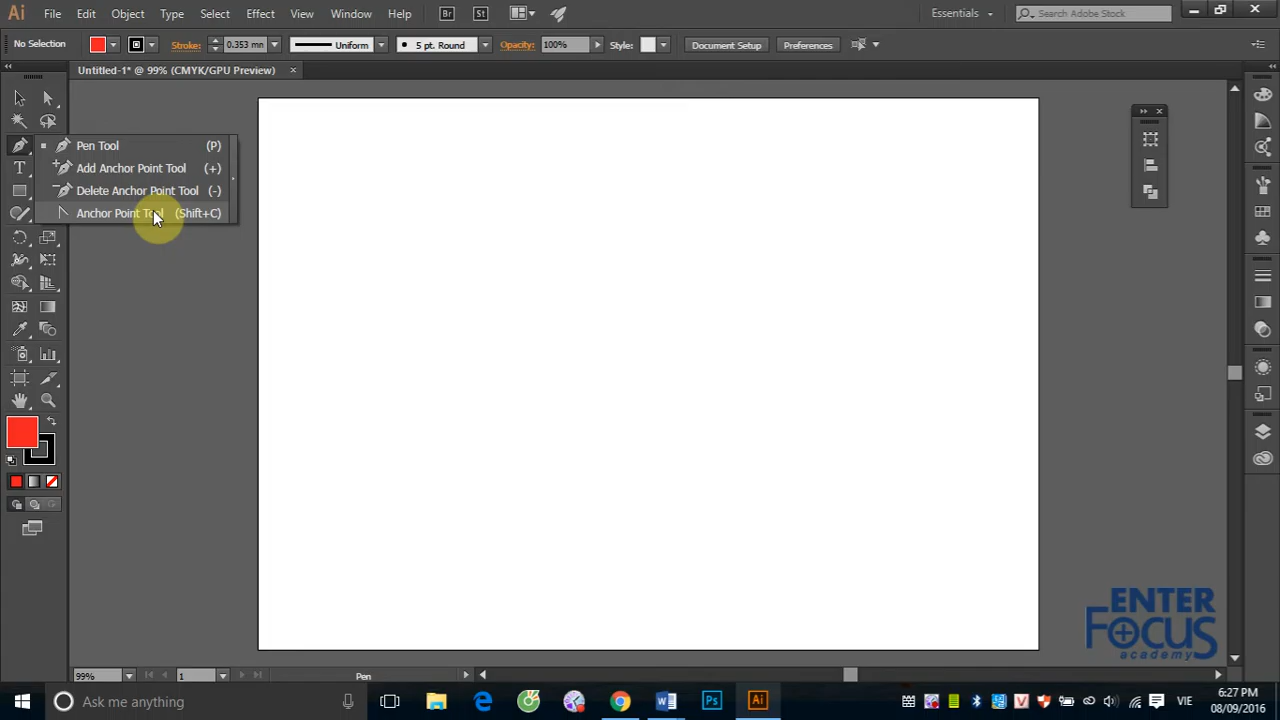 Ai File Edit Object Type Select Effect View Window Help Br St Essentials Search Adobe Stock
No Selection Stroke: 0.353 mn Uniform 5 pt. Round Opacity: 100% Style: Document Setup Preferences
Untitled-1* @ 99% (CMYK/GPU Preview)
Pen Tool (P)
Add Anchor Point Tool (+)
Delete Anchor Point Tool (-)
Anchor Point Tool (Shift+C)
ENTER
FOCUS
academy
99% 1 Pen
Ask me anything Ps Ai VIE 6:27 PM
08/09/2016